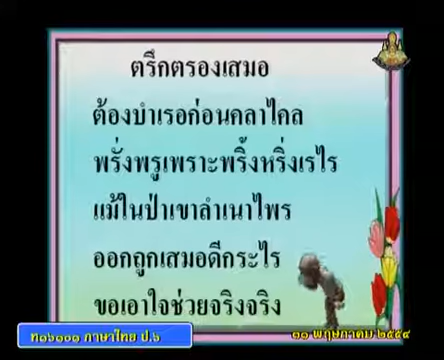 ตรึกตรองเสมอ
ต้องบำเรอก่อนคลาไคล
พรั่งพรูเพราะพริ้งหริ่งเรไร
แม้ในป่าเขาลำเนาไพร
ออกถูกเสมอดีกระไร
ขอเอาใจช่วยจริงจริง
ท๑๖๑๐๑ ภาษาไทย ป.๖
๓๑ พฤษภาคม ๒๕๕๔